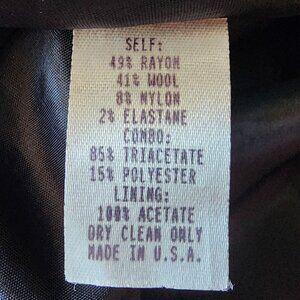 SELF:
49% RAYON
41% WOOL
8% NYLON
2% ELASTANE
COMBO:
85% TRIACETATE
15% POLYESTER
LINING:
100% ACETATE
DRY CLEAN ONLY
MADE IN U.S.A.